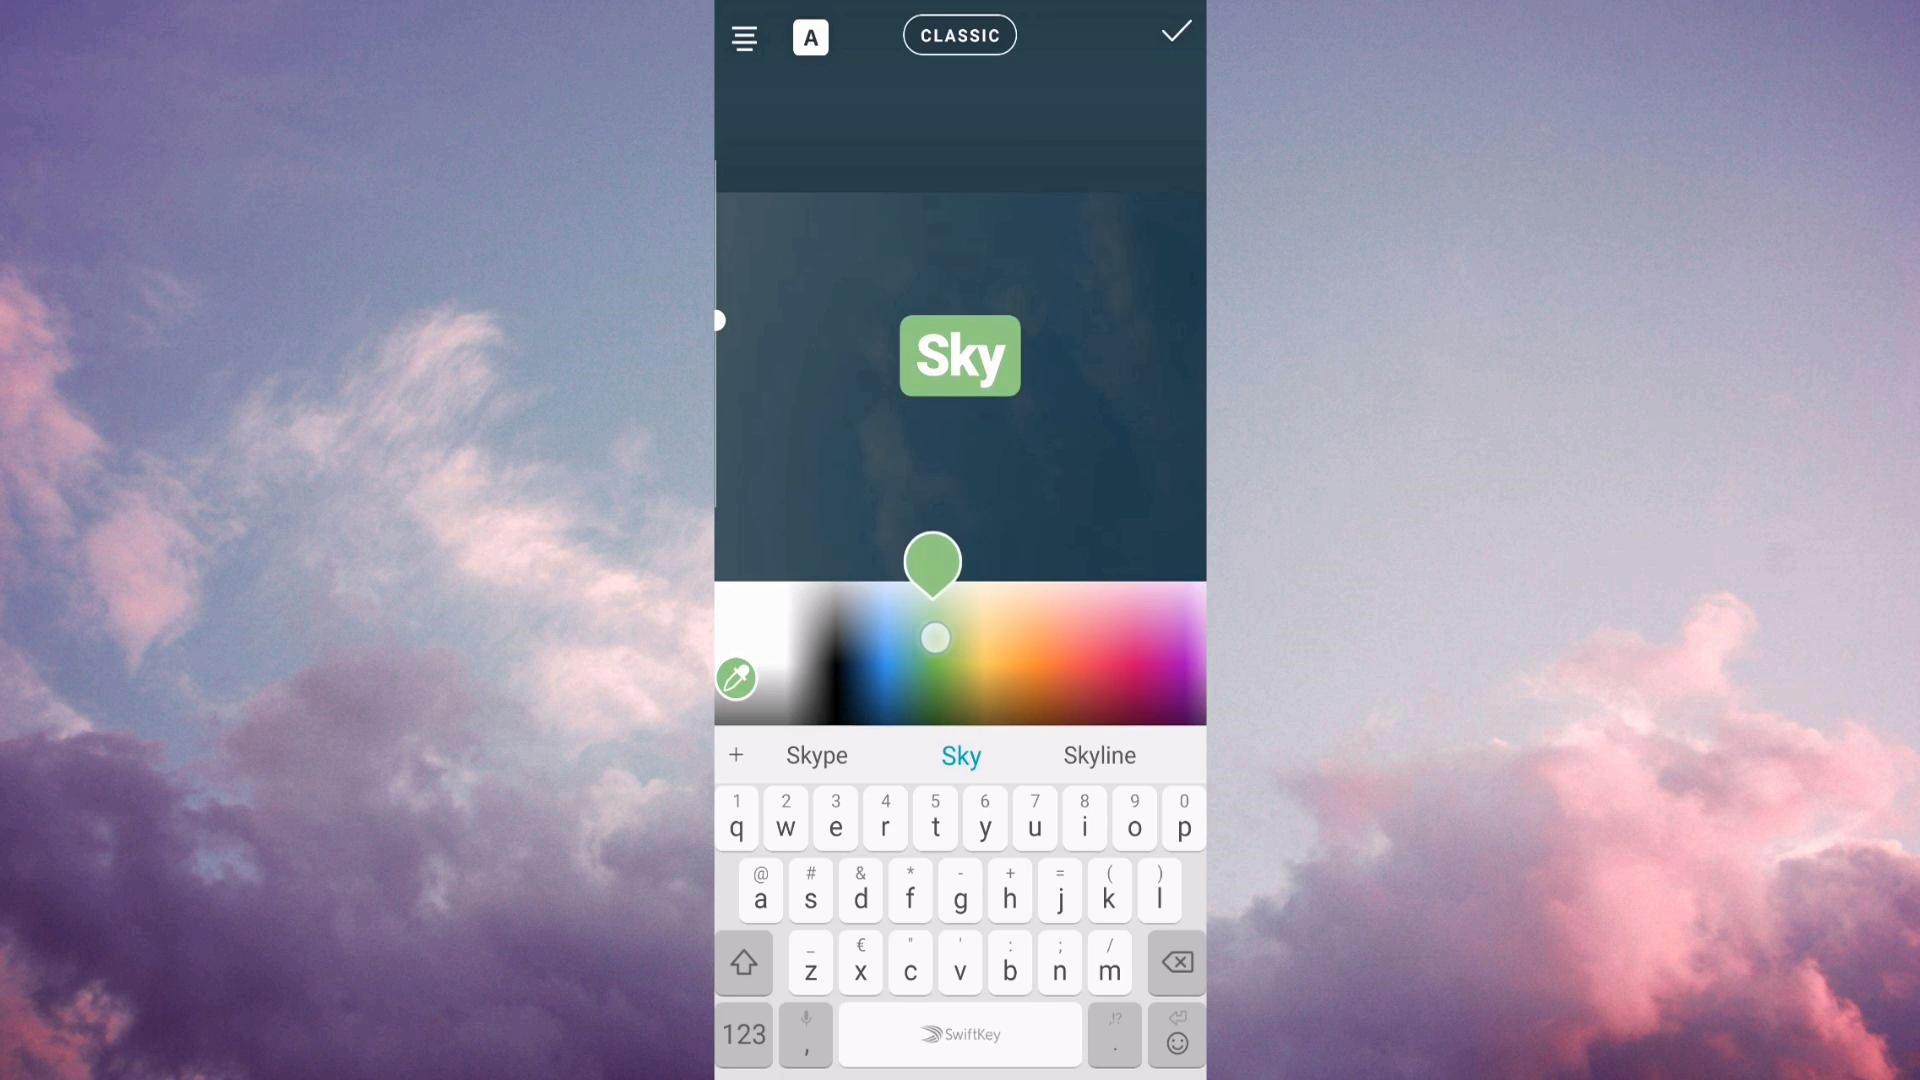 A CLASSIC
Sky
+ Skype Sky Skyline
1 2 3 4 5 6 7 8 9 0
q w e r t y u i o p
@ # & * - + = ( )
a s d f g h j k l
_ € " ' : ; /
z x c v b n m
,!?
123 , SwiftKey .